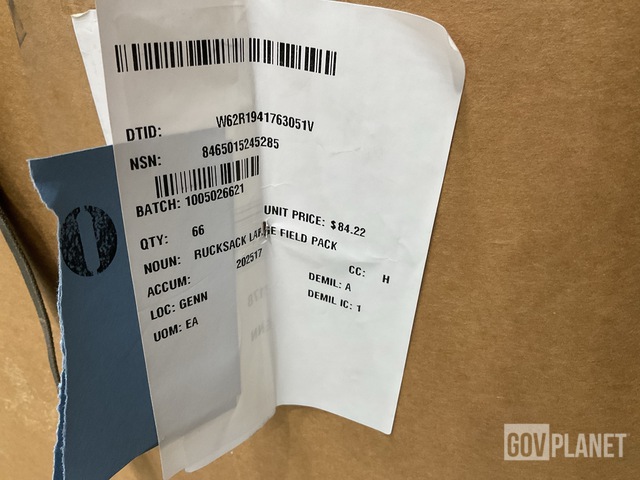 DTID: W62R1941763051V
NSN: 8465015245285
BATCH: 1005026621
QTY: 66 UNIT PRICE: $84.22
NOUN: RUCKSACK LARGE FIELD PACK
ACCUM: 202517 CC: H
LOC: GENN DEMIL: A
UOM: EA DEMIL IC: 1
GOVPLANET